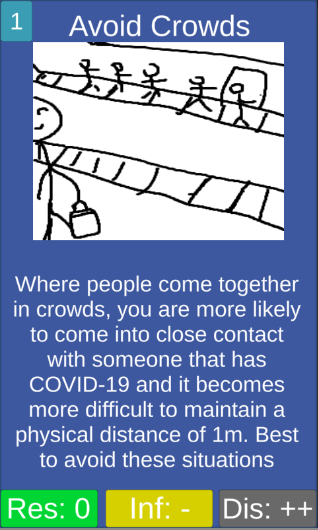 1
Avoid Crowds
Where people come together
in crowds, you are more likely
to come into close contact
with someone that has
COVID-19 and it becomes
more difficult to maintain a
physical distance of 1m. Best
to avoid these situations
Res: 0
Inf: -
Dis: ++